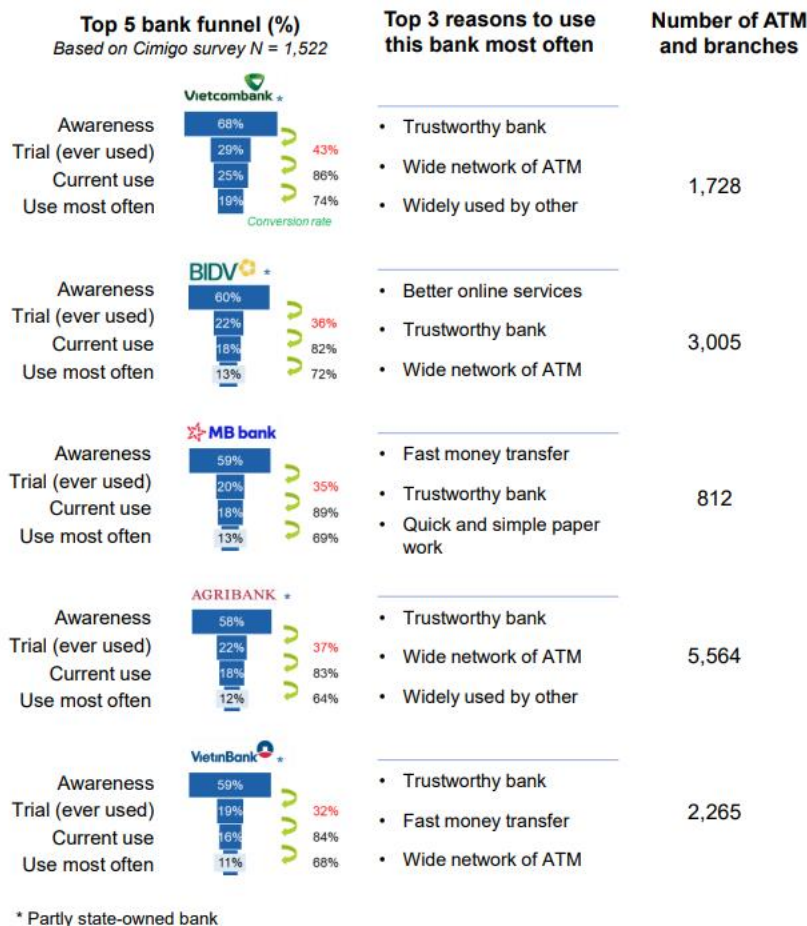 Top 5 bank funnel (%)
Based on Cimigo survey N = 1,522
Top 3 reasons to use
this bank most often
Number of ATM
and branches
Vietcombank *
Awareness 68%
Trial (ever used) 29% 43%
Current use 25% 86%
Use most often 19% 74%
Conversion rate
• Trustworthy bank
• Wide network of ATM
• Widely used by other
1,728
BIDV *
Awareness 60%
Trial (ever used) 22% 36%
Current use 18% 82%
Use most often 13% 72%
• Better online services
• Trustworthy bank
• Wide network of ATM
3,005
MB bank
Awareness 59%
Trial (ever used) 20% 35%
Current use 18% 89%
Use most often 13% 69%
• Fast money transfer
• Trustworthy bank
• Quick and simple paper
work
812
AGRIBANK *
Awareness 58%
Trial (ever used) 22% 37%
Current use 18% 83%
Use most often 12% 64%
• Trustworthy bank
• Wide network of ATM
• Widely used by other
5,564
VietinBank *
Awareness 59%
Trial (ever used) 19% 32%
Current use 16% 84%
Use most often 11% 68%
• Trustworthy bank
• Fast money transfer
• Wide network of ATM
2,265
* Partly state-owned bank